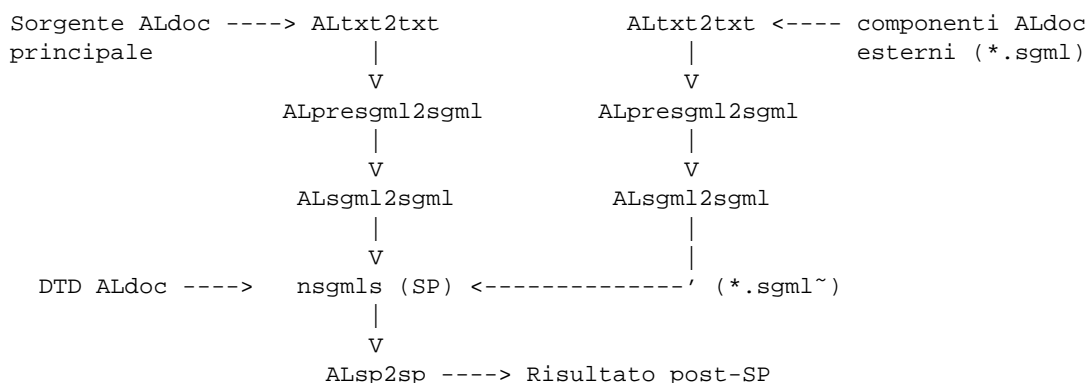 Sorgente ALdoc ----> ALtxt2txt ALtxt2txt <---- componenti ALdoc
principale | | esterni (*.sgml)
V V
ALpresgml2sgml ALpresgml2sgml
| |
V V
ALsgml2sgml ALsgml2sgml
| |
V |
DTD ALdoc ----> nsgmls (SP) <--------------' (*.sgml~)
|
V
ALsp2sp ----> Risultato post-SP